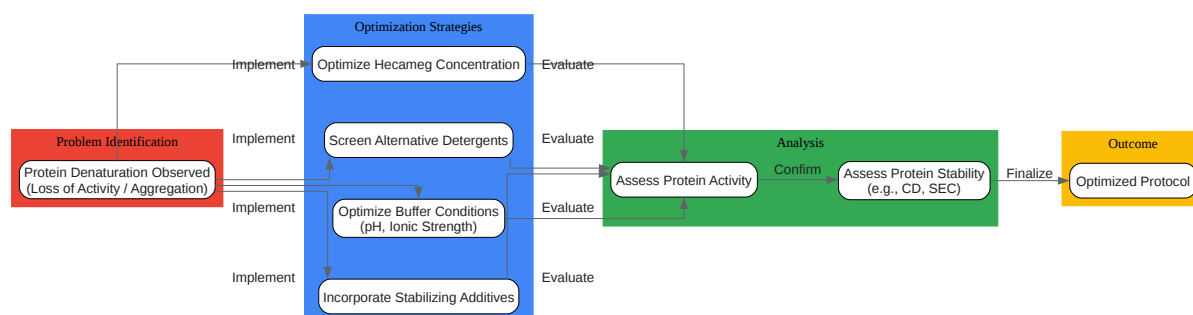 Optimization Strategies
Implement
Optimize Hecameg Concentration
Evaluate
Problem Identification
Implement
Screen Alternative Detergents
Evaluate
Analysis
Outcome
Protein Denaturation Observed
(Loss of Activity / Aggregation)
Assess Protein Activity
Confirm
Assess Protein Stability
(e.g., CD, SEC)
Finalize
Optimized Protocol
Implement
Optimize Buffer Conditions
(pH, Ionic Strength)
Evaluate
Implement
Incorporate Stabilizing Additives
Evaluate